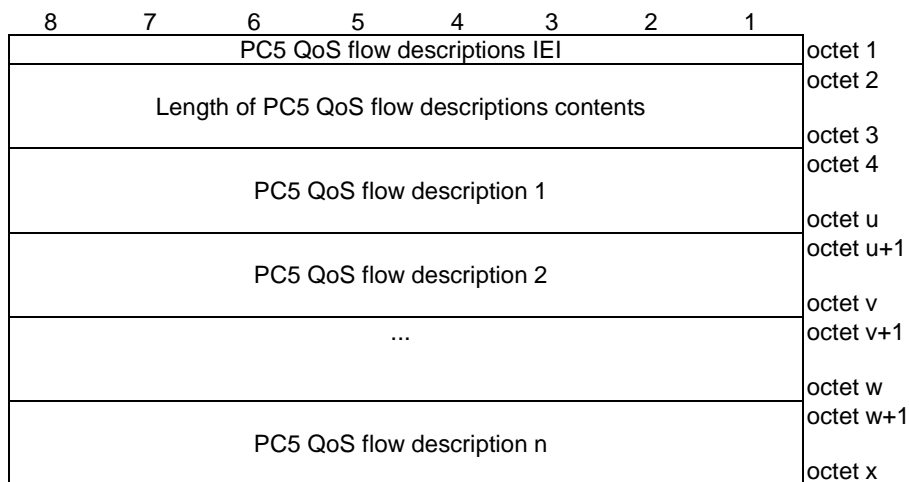 8 7 6 5 4 3 2 1
PC5 QoS flow descriptions IEI octet 1
octet 2
Length of PC5 QoS flow descriptions contents
octet 3
octet 4
PC5 QoS flow description 1
octet u
octet u+1
PC5 QoS flow description 2
octet v
... octet v+1
octet w
octet w+1
PC5 QoS flow description n
octet x